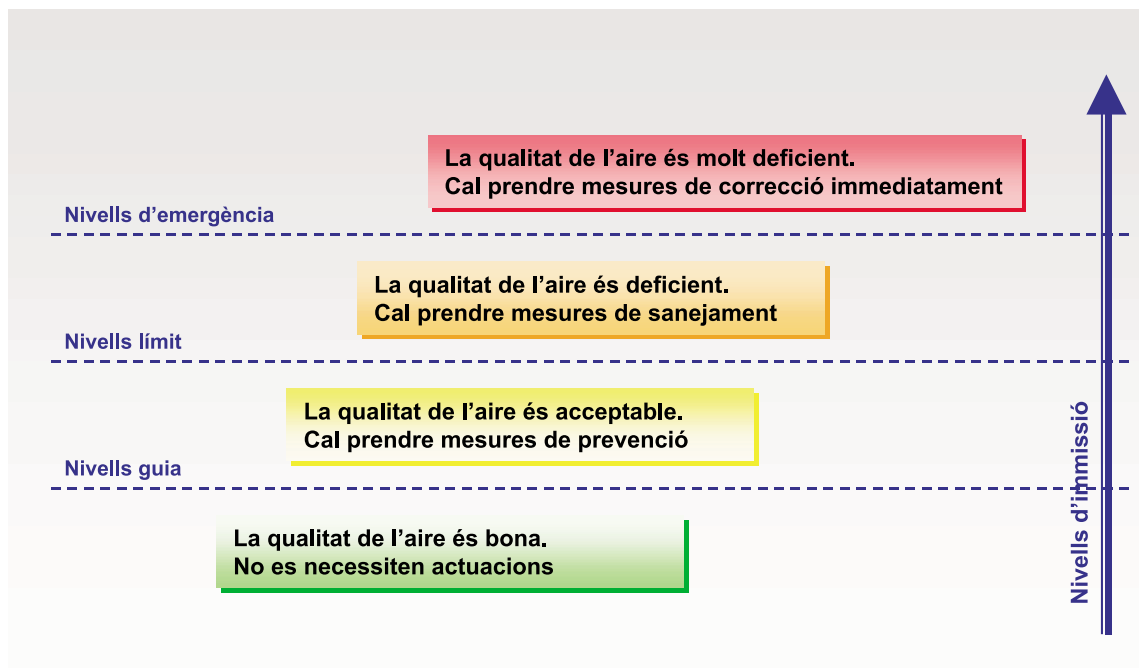 La qualitat de l’aire és molt deficient.
Cal prendre mesures de correcció immediatament
Nivells d’emergència
La qualitat de l’aire és deficient.
Cal prendre mesures de sanejament
Nivells límit
La qualitat de l’aire és acceptable.
Cal prendre mesures de prevenció
Nivells guia
La qualitat de l’aire és bona.
No es necessiten actuacions
Nivells d’immissió